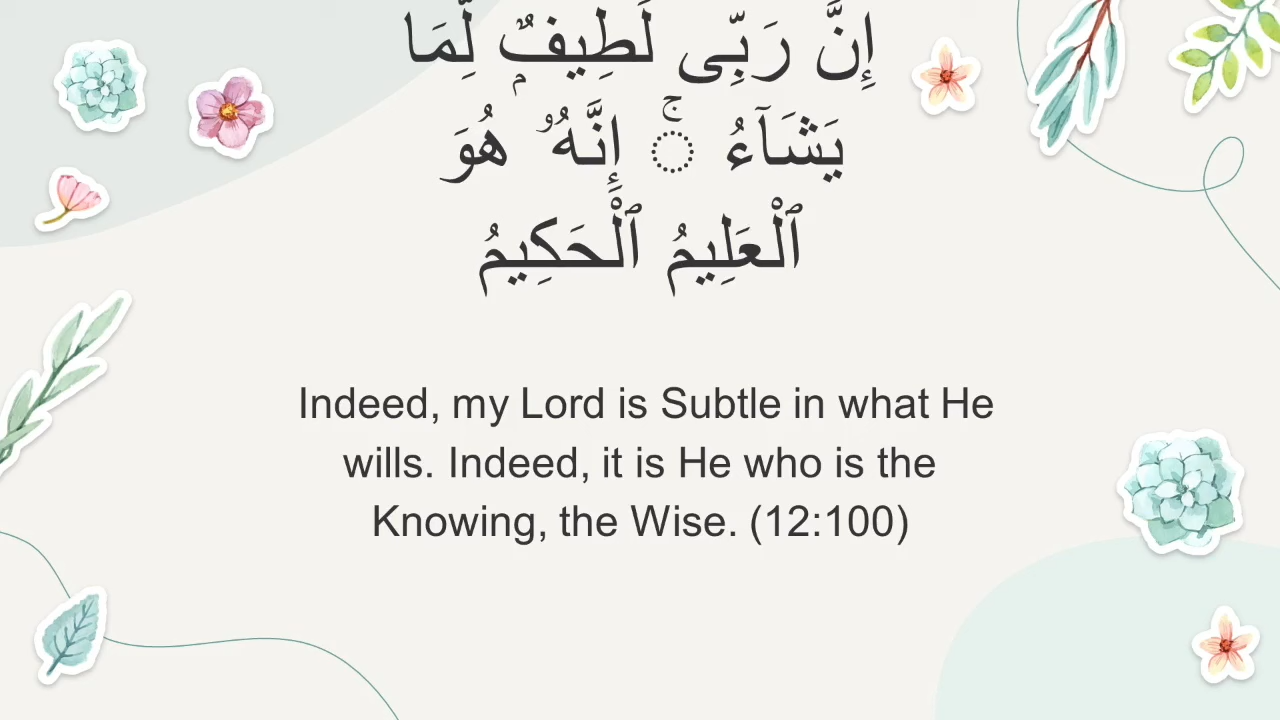 إِنَّ رَبِّى لَطِيفٌۭ لِّمَا
يَشَآءُ ۚ إِنَّهُۥ هُوَ
ٱلْعَلِيمُ ٱلْحَكِيمُ
Indeed, my Lord is Subtle in what He
wills. Indeed, it is He who is the
Knowing, the Wise. (12:100)